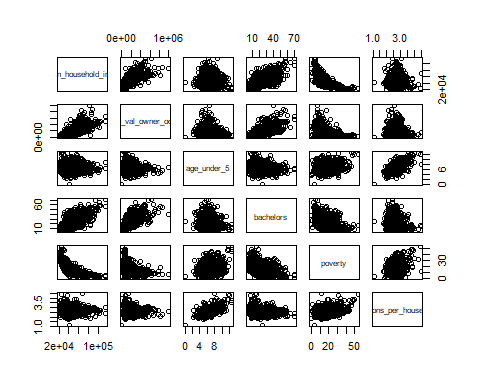 0e+00 1e+06 10 40 70 1.0 3.0
n_household_in 2e+04
0e+00 val_owner_oc
age_under_5 0 6
10 60 bachelors
poverty 0 30
1.0 3.5 ons_per_house
2e+04 1e+05 0 4 8 0 20 50